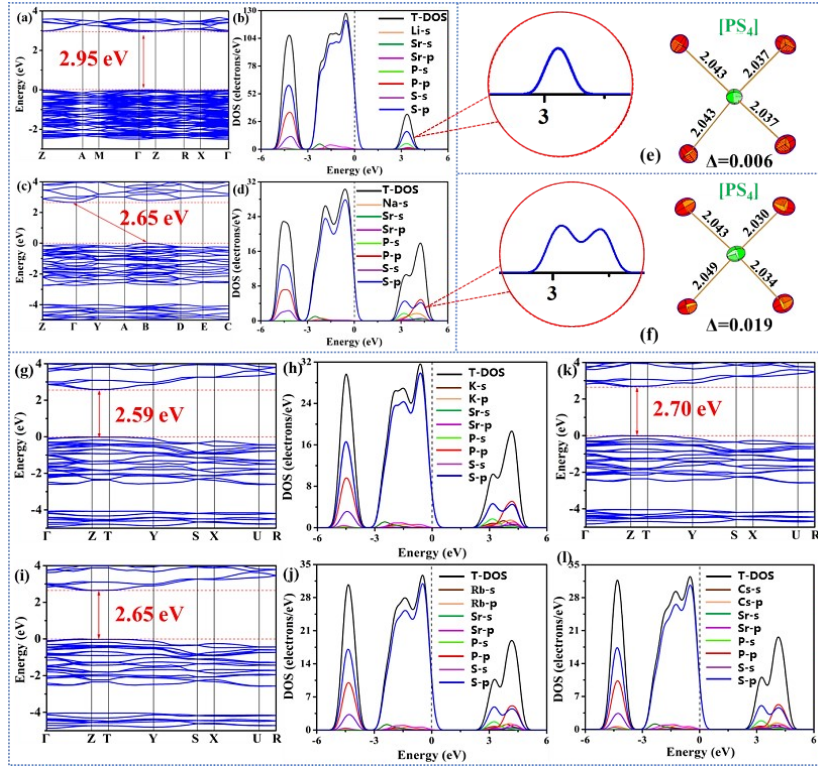 (a)
4
2
0
-2
Energy (eV)
2.95 eV
Z A M Γ Z R X Γ
(b)
130
104
78
53
27
0
DOS (electrons/eV)
T-DOS
Li-s
Sr-s
Sr-p
P-s
P-p
S-s
S-p
-6 -3 0 3 6
Energy (eV)
3
[PS4]
2.043
2.037
2.043
2.037
(e)
Δ=0.006
(c)
4
2
0
-2
-4
Energy (eV)
2.65 eV
Z Γ Y A B D E C
(d)
32
24
16
8
0
DOS (electrons/eV)
T-DOS
Na-s
Sr-s
Sr-p
P-s
P-p
S-s
S-p
-6 -3 0 3 6
Energy (eV)
3
[PS4]
2.043
2.030
2.049
2.034
(f)
Δ=0.019
(g)
4
2
0
-2
-4
Energy (eV)
2.59 eV
Γ Z T Y S X U R
(h)
32
24
16
8
0
DOS (electrons/eV)
T-DOS
K-s
K-p
Sr-s
Sr-p
P-s
P-p
S-s
S-p
-6 -3 0 3 6
Energy (eV)
(k)
4
2
0
-2
-4
Energy (eV)
2.70 eV
Γ Z T Y S X U R
(i)
4
2
0
-2
-4
Energy (eV)
2.65 eV
Γ Z T Y S X U R
(j)
35
28
21
14
7
0
DOS (electrons/eV)
T-DOS
Rb-s
Rb-p
Sr-s
Sr-p
P-s
P-p
S-s
S-p
-6 -3 0 3 6
Energy (eV)
(l)
35
28
21
14
7
0
DOS (electrons/eV)
T-DOS
Cs-s
Cs-p
Sr-s
Sr-p
P-s
P-p
S-s
S-p
-6 -3 0 3 6
Energy (eV)